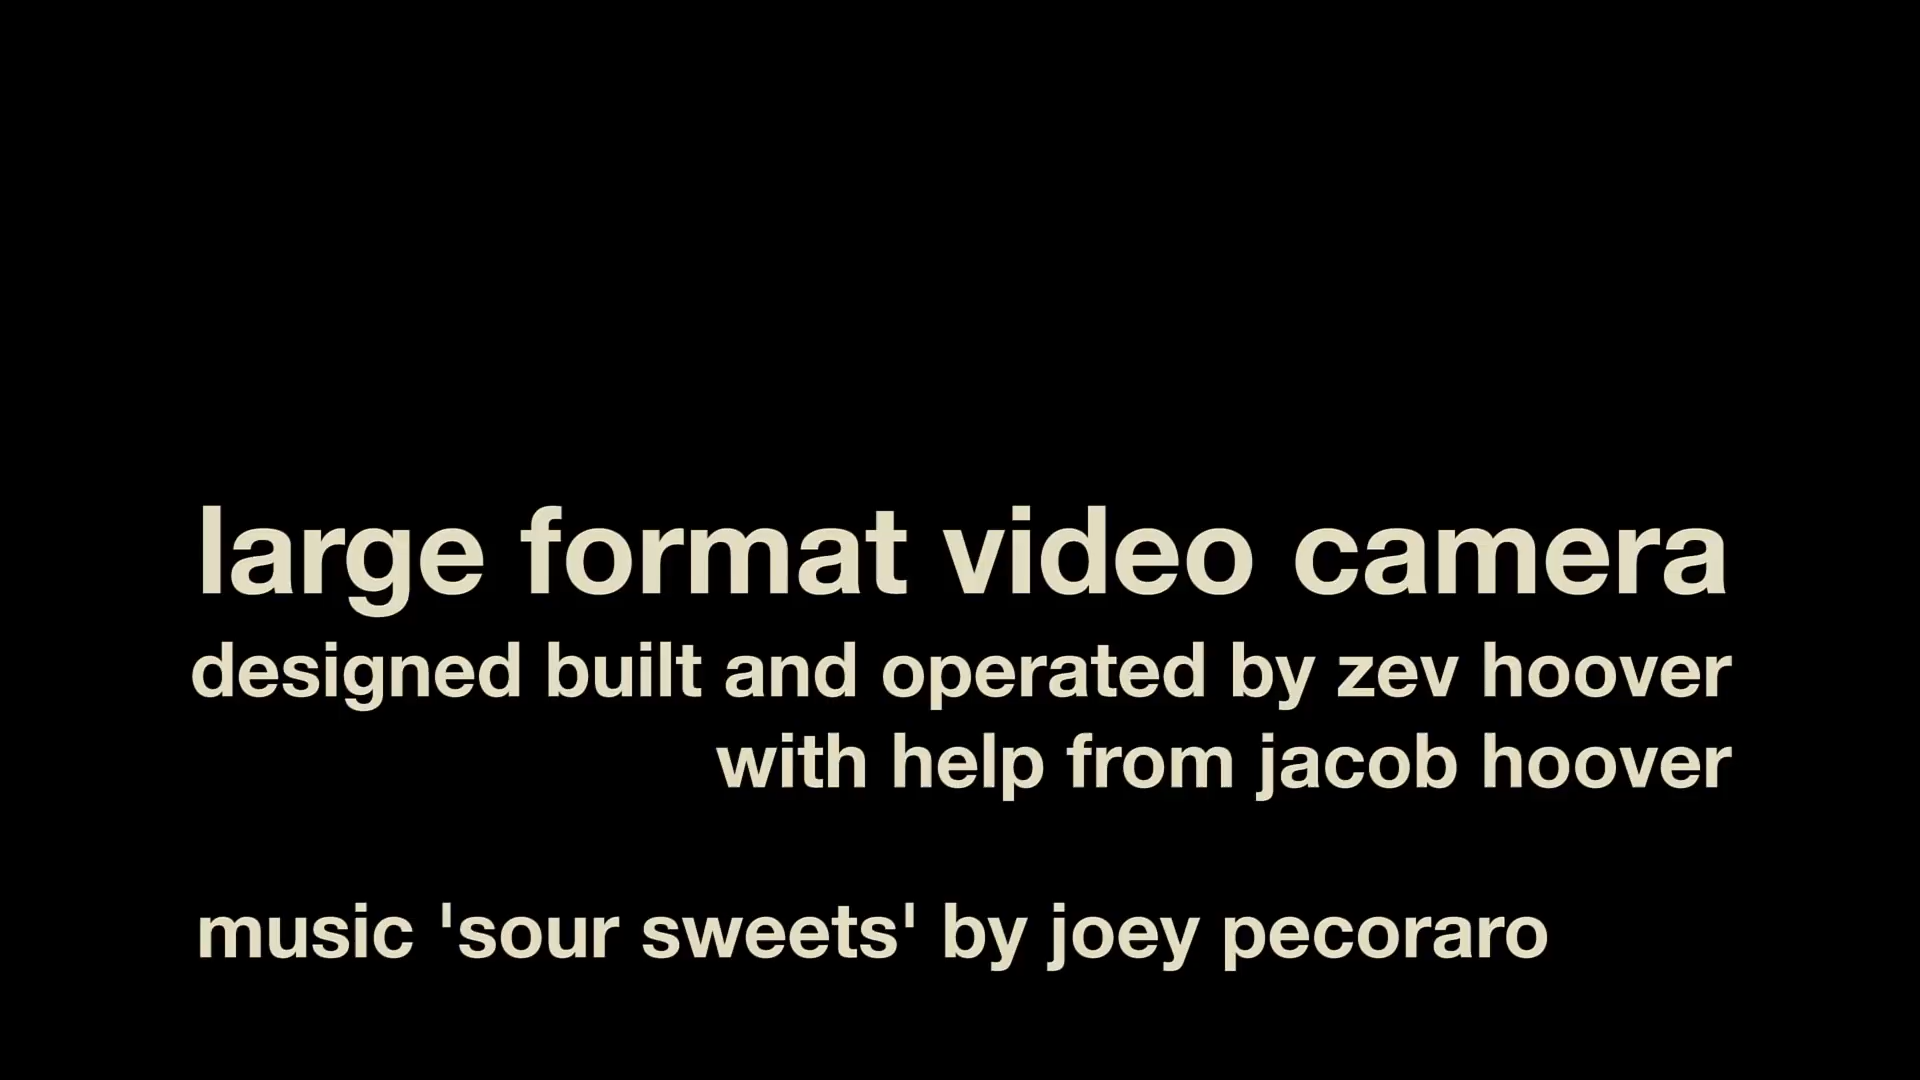 large format video camera
designed built and operated by zev hoover
with help from jacob hoover
music 'sour sweets' by joey pecoraro